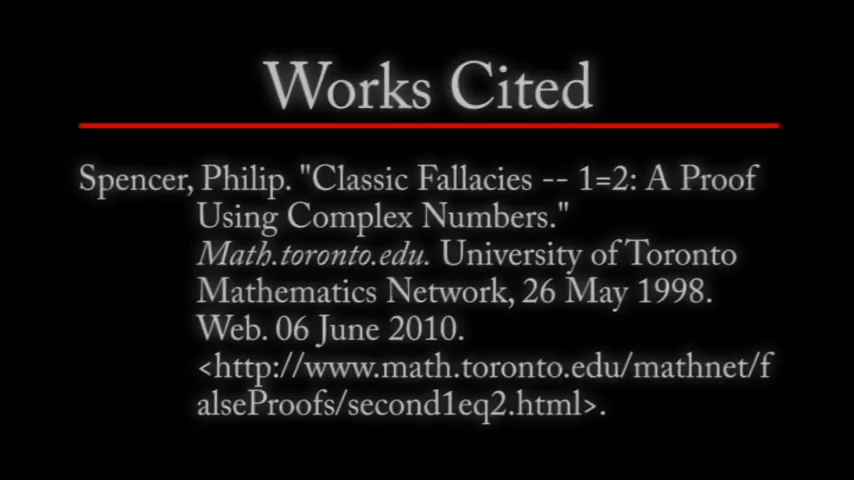 Works Cited
Spencer, Philip. "Classic Fallacies -- 1=2: A Proof
Using Complex Numbers."
Math.toronto.edu. University of Toronto
Mathematics Network, 26 May 1998.
Web. 06 June 2010.
<http://www.math.toronto.edu/mathnet/f
alseProofs/second1eq2.html>.